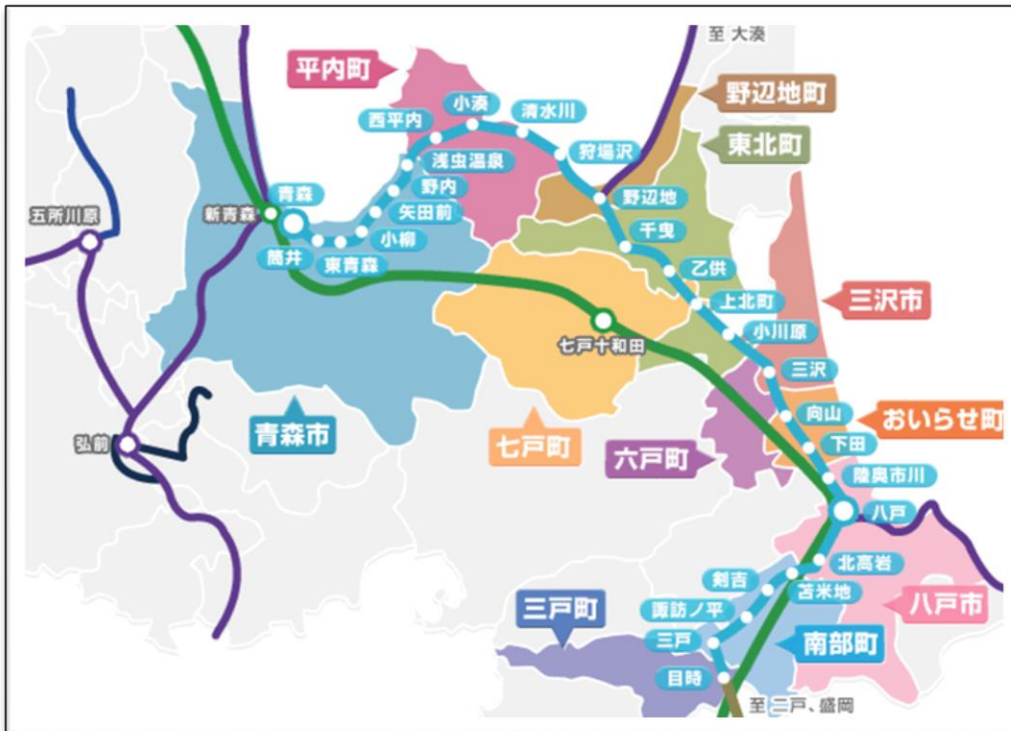 至 大湊
平内町
野辺地町
小湊
清水川
西平内
東北町
狩場沢
浅虫温泉
野内
野辺地
青森
矢田前
五所川原
新青森
小柳
千曳
筒井
東青森
乙供
上北町
三沢市
小川原
七戸十和田
三沢
向山
おいらせ町
青森市
七戸町
下田
弘前
六戸町
陸奥市川
八戸
北高岩
剣吉
苫米地
三戸町
諏訪ノ平
八戸市
三戸
南部町
目時
至 二戸、盛岡